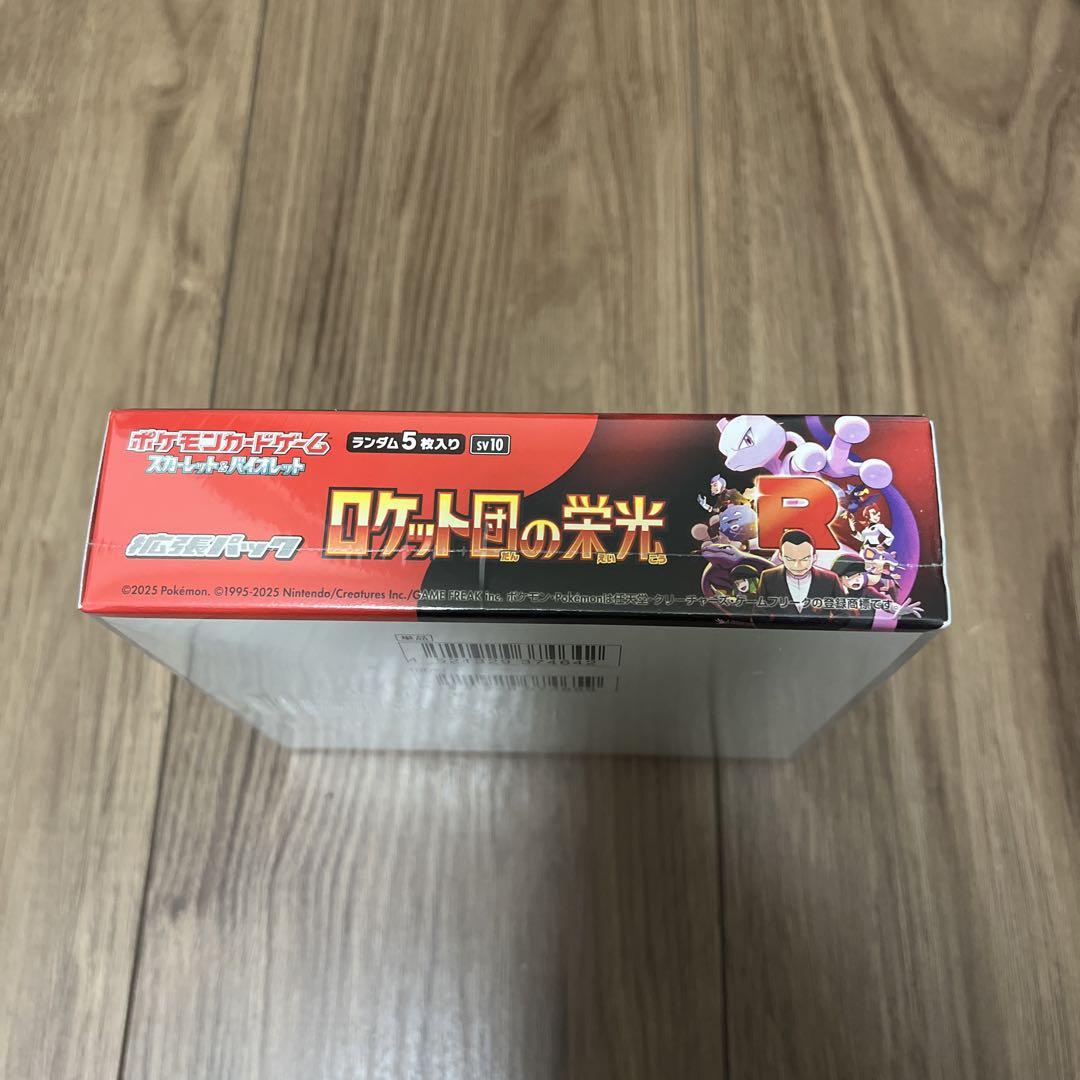 ポケモンカードゲーム
スカーレット&バイオレット
ランダム5枚入り
SV10
拡張パック
ロケット団の栄光
だん えい こう
R
©2025 Pokémon. ©1995-2025 Nintendo/Creatures Inc./GAME FREAK inc. ポケモン・Pokémonは任天堂・クリーチャーズ・ゲームフリークの登録商標です。
単品
4 521329 374642